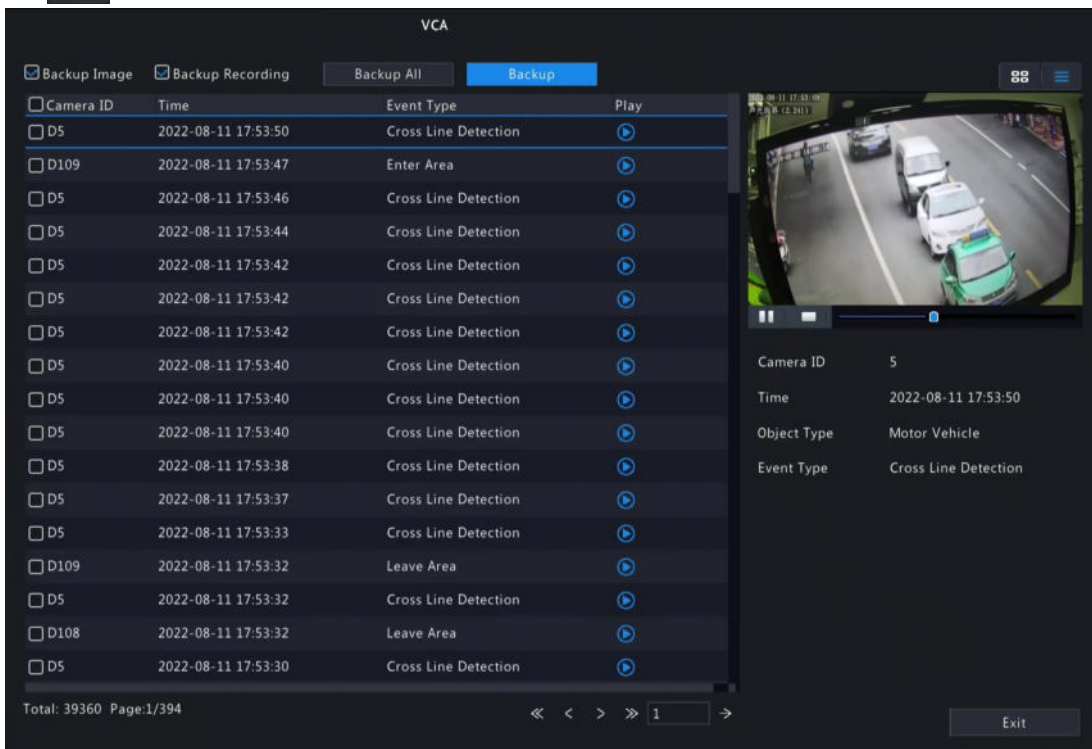 VCA
Backup Image Backup Recording Backup All Backup
Camera ID Time Event Type Play
D5 2022-08-11 17:53:50 Cross Line Detection
D109 2022-08-11 17:53:47 Enter Area
D5 2022-08-11 17:53:46 Cross Line Detection
D5 2022-08-11 17:53:44 Cross Line Detection
D5 2022-08-11 17:53:42 Cross Line Detection
D5 2022-08-11 17:53:42 Cross Line Detection
D5 2022-08-11 17:53:42 Cross Line Detection
D5 2022-08-11 17:53:40 Cross Line Detection
D5 2022-08-11 17:53:40 Cross Line Detection
D5 2022-08-11 17:53:40 Cross Line Detection
D5 2022-08-11 17:53:38 Cross Line Detection
D5 2022-08-11 17:53:37 Cross Line Detection
D5 2022-08-11 17:53:33 Cross Line Detection
D109 2022-08-11 17:53:32 Leave Area
D5 2022-08-11 17:53:32 Cross Line Detection
D108 2022-08-11 17:53:32 Leave Area
D5 2022-08-11 17:53:30 Cross Line Detection
Total: 39360 Page:1/394
1
Camera ID 5
Time 2022-08-11 17:53:50
Object Type Motor Vehicle
Event Type Cross Line Detection
Exit